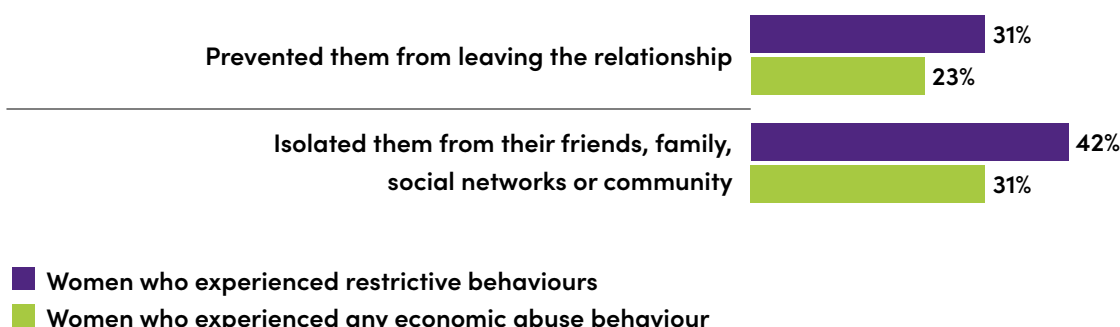 Prevented them from leaving the relationship
31%
23%
Isolated them from their friends, family,
social networks or community
42%
31%
Women who experienced restrictive behaviours
Women who experienced any economic abuse behaviour